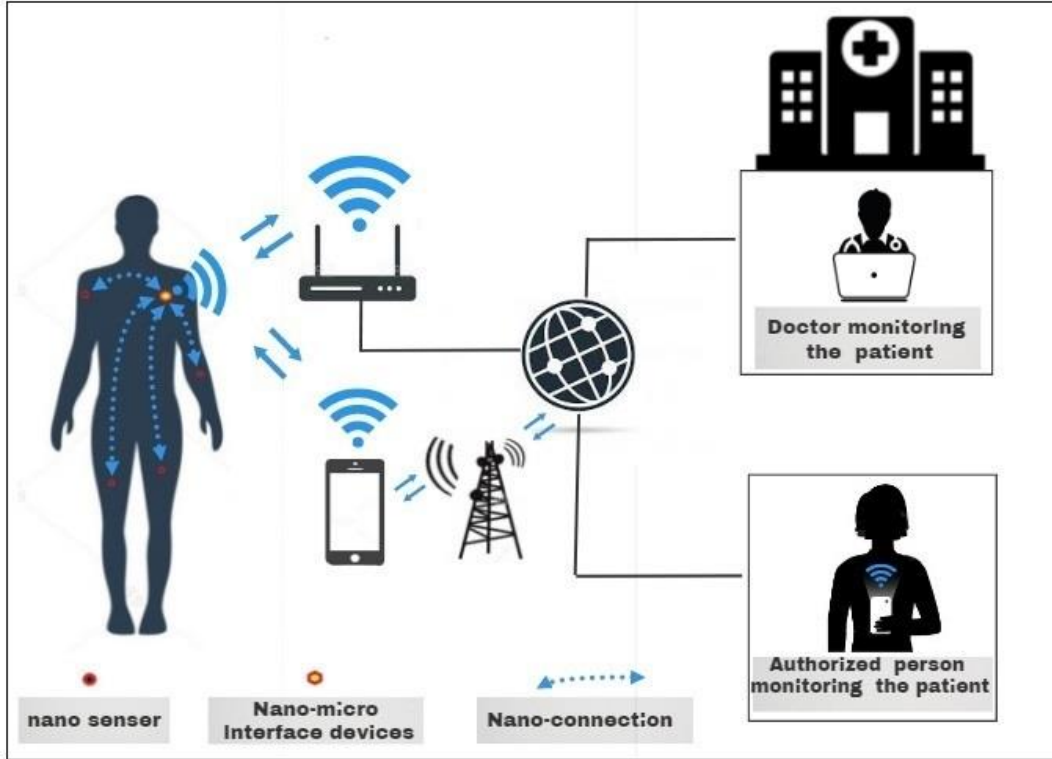 Doctor monitoring
the patient
Authorized person
monitoring the patient
nano senser
Nano-micro
Interface devices
Nano-connection